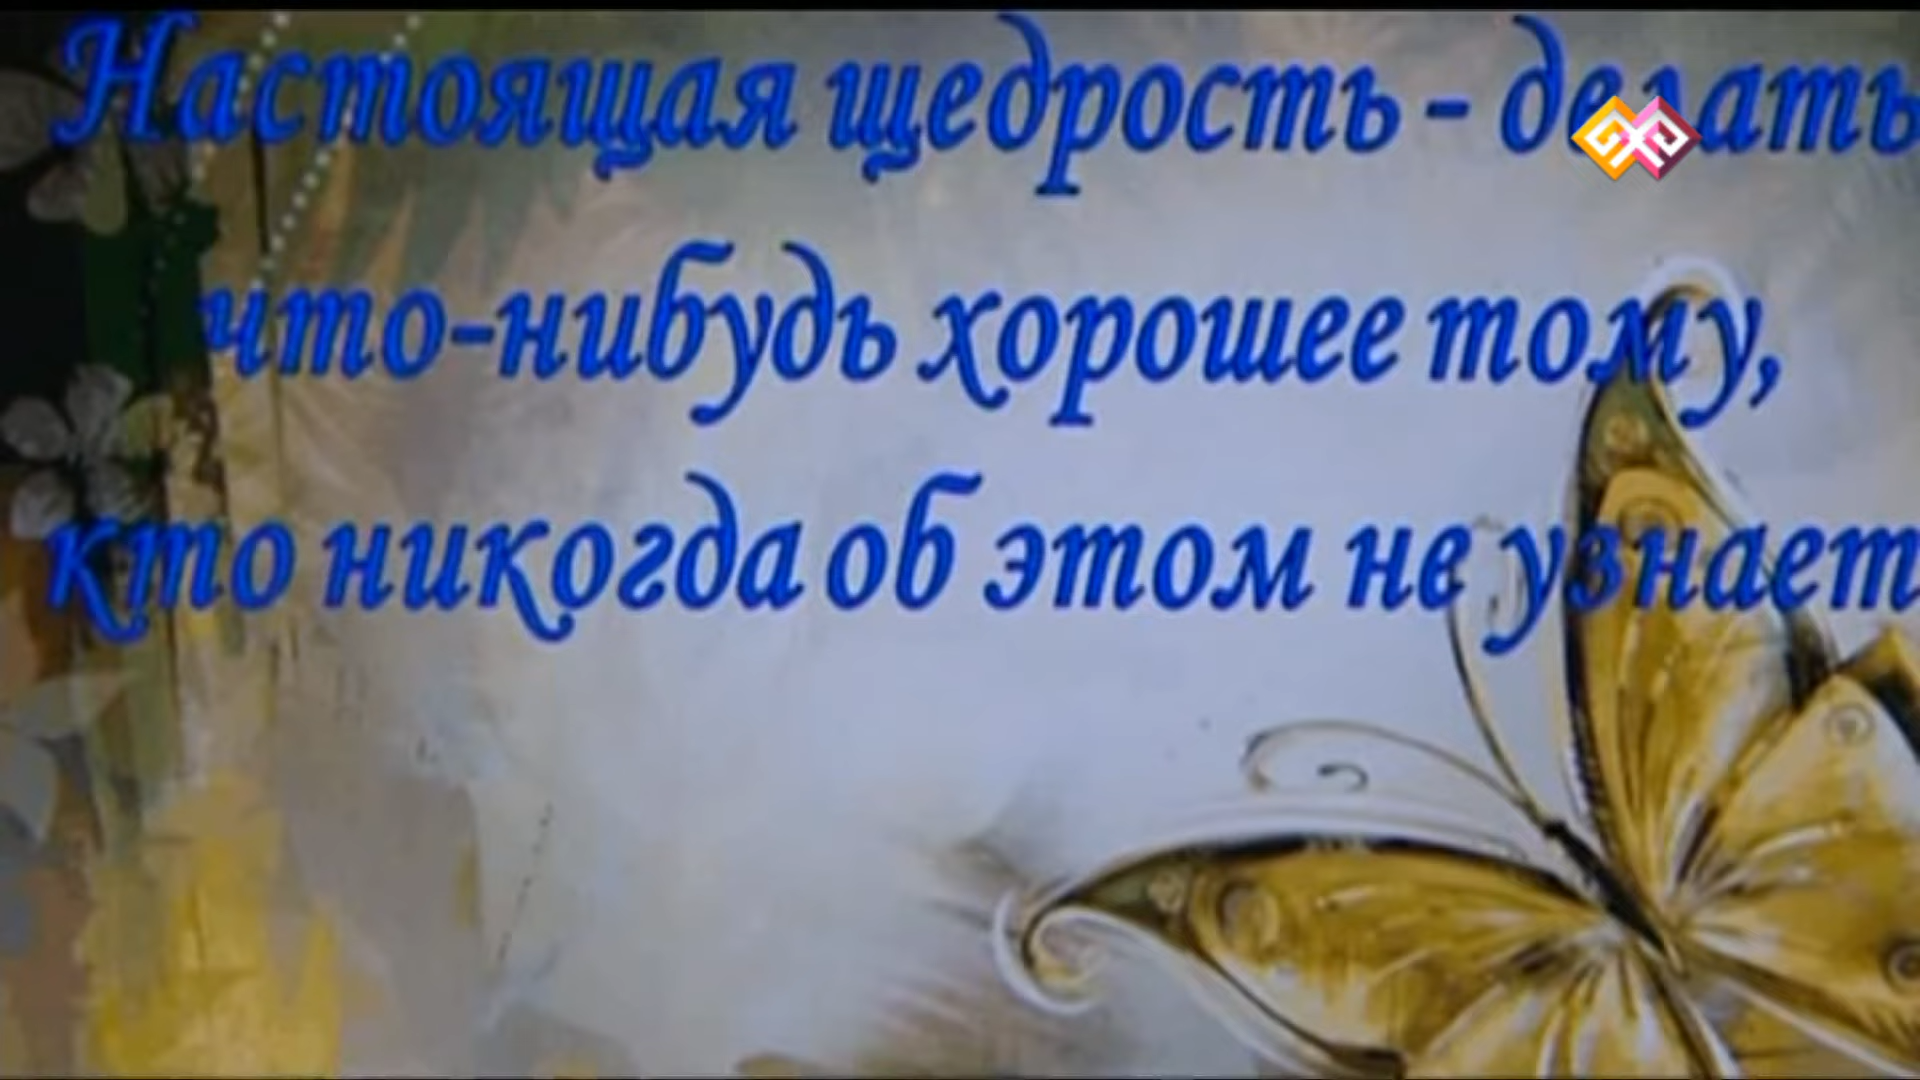 Настоящая щедрость - делать
что-нибудь хорошее тому,
кто никогда об этом не узнает